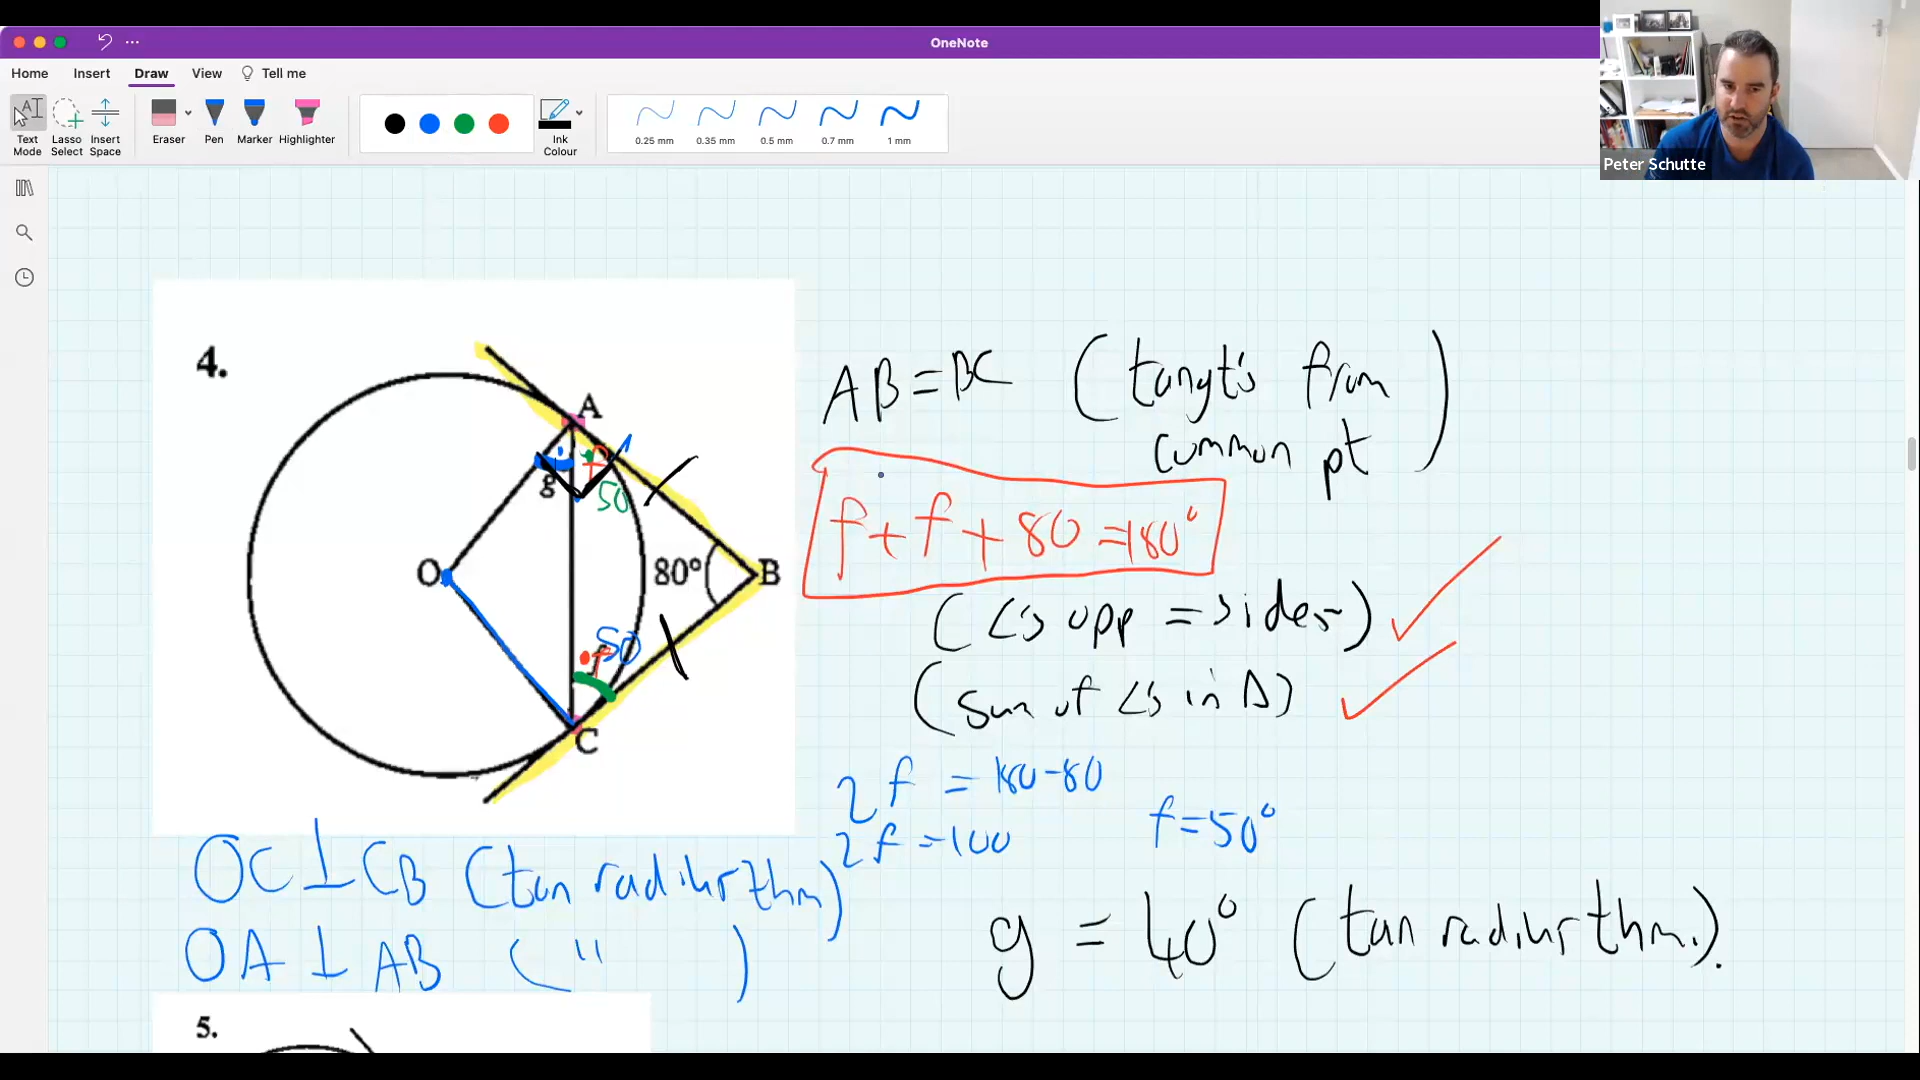 OneNote
Home Insert Draw View Tell me
Text Mode
Lasso Select
Insert Space
Eraser
Pen
Marker
Highlighter
Ink Colour
0.25 mm 0.35 mm 0.5 mm 0.7 mm 1 mm
Peter Schutte
4.
A
g
50
O
80°
B
f
50
C
AB = BC (tangt's from
common pt)
f + f + 80 = 180°
(∠s opp = sides)
(sum of ∠s in Δ)
2f = 180-80
2f = 100
f = 50°
OC ⊥ CB (tan radius thm)
OA ⊥ AB ( " )
g = 40° (tan radius thm.)
5.